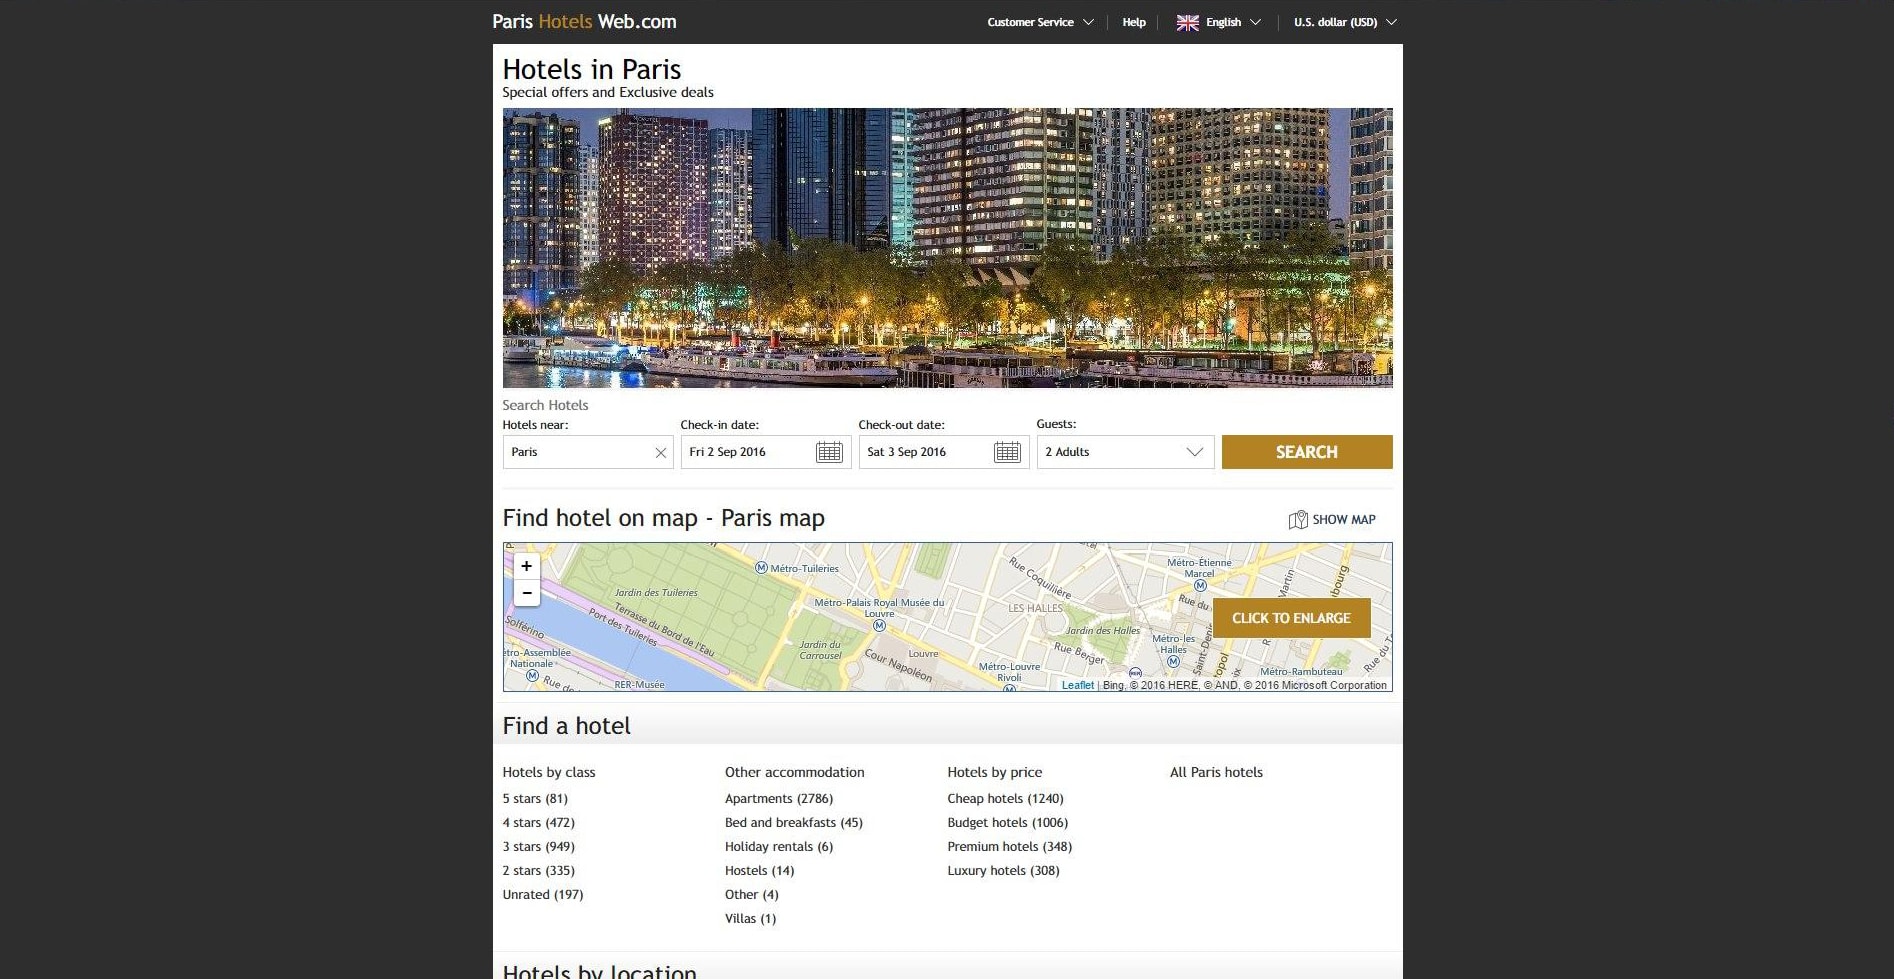 Paris Hotels Web.com
Customer Service
Help
English
U.S. dollar (USD)
Hotels in Paris
Special offers and Exclusive deals
NOVOTEL
Search Hotels
Hotels near:
Check-in date:
Check-out date:
Guests:
Paris
Fri 2 Sep 2016
Sat 3 Sep 2016
2 Adults
SEARCH
Find hotel on map - Paris map
SHOW MAP
+
−
Jardin des Tuileries
Métro-Tuileries
Terrasse du Bord de l'Eau
Port des Tuileries
Solférino
Métro-Palais Royal Musée du
Louvre
Jardin du
Carrousel
Cour Napoléon
Louvre
Métro-Louvre
Rivoli
Rue Coquillière
LES HALLES
Jardin des Halles
Rue Berger
Métro-Étienne
Marcel
Rue du
Martin
ibourg
Métro-les
Halles
Saint-Denis
Métro-Rambuteau
Rue du T
étro-Assemblée
Nationale
Rue de
RER-Musée
CLICK TO ENLARGE
Leaflet | Bing, © 2016 HERE, © AND, © 2016 Microsoft Corporation
Find a hotel
Hotels by class
5 stars (81)
4 stars (472)
3 stars (949)
2 stars (335)
Unrated (197)
Other accommodation
Apartments (2786)
Bed and breakfasts (45)
Holiday rentals (6)
Hostels (14)
Other (4)
Villas (1)
Hotels by price
Cheap hotels (1240)
Budget hotels (1006)
Premium hotels (348)
Luxury hotels (308)
All Paris hotels
Hotels by location